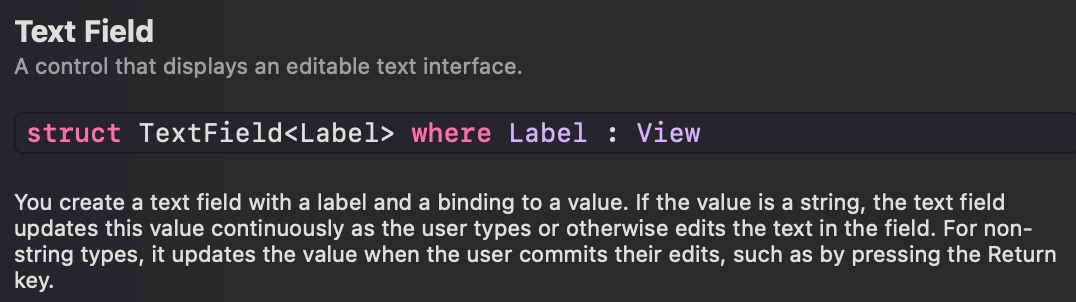 Text Field
A control that displays an editable text interface.
struct TextField<Label> where Label : View
You create a text field with a label and a binding to a value. If the value is a string, the text field
updates this value continuously as the user types or otherwise edits the text in the field. For non-
string types, it updates the value when the user commits their edits, such as by pressing the Return
key.